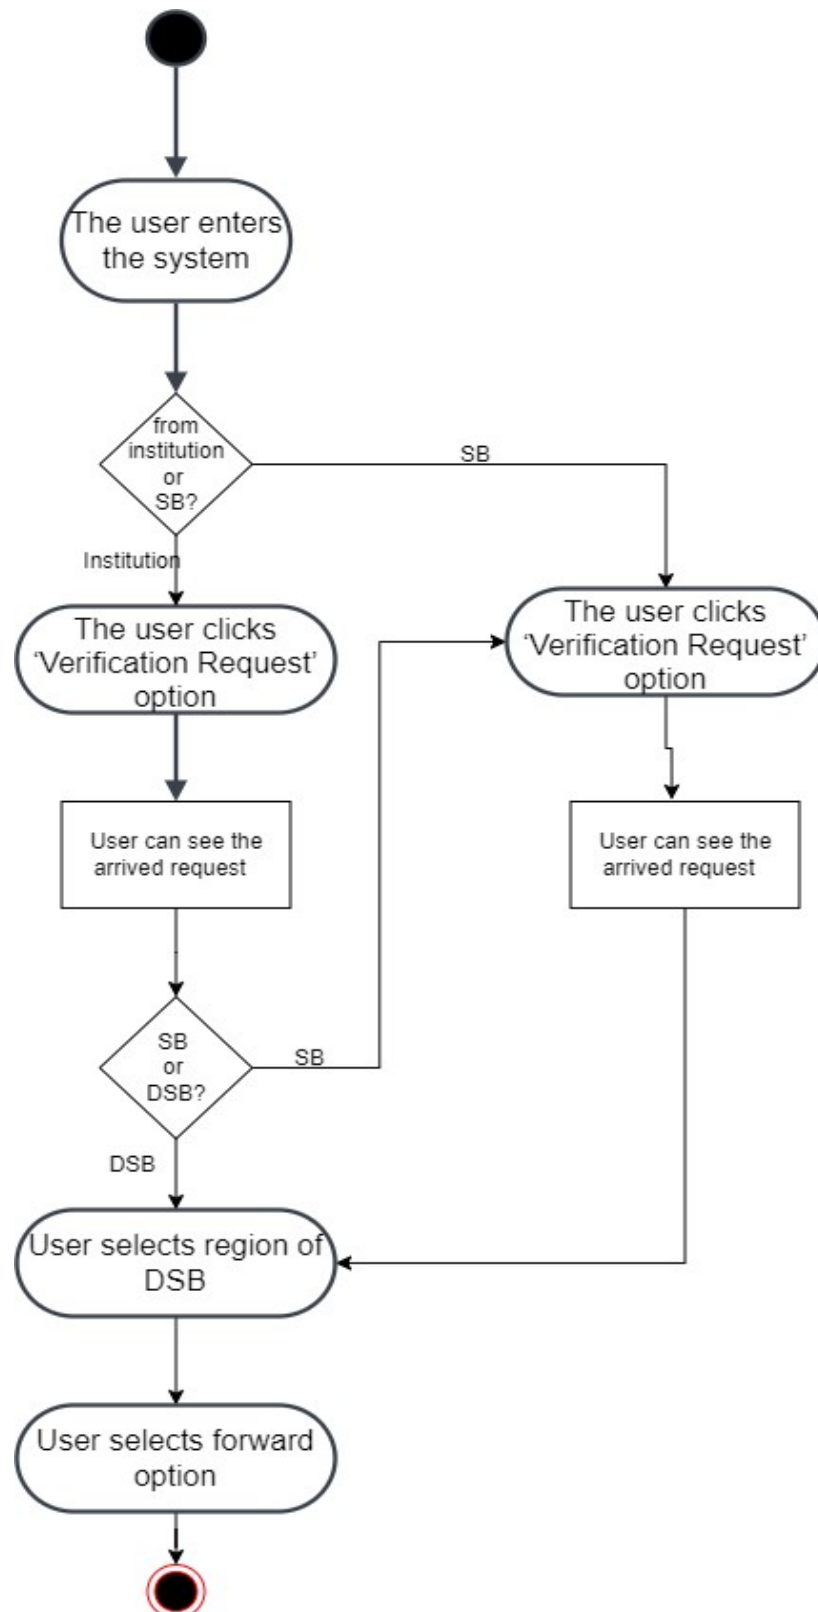 The user enters
the system
from
institution
or
SB?
SB
Institution
The user clicks
‘Verification Request’
option
The user clicks
‘Verification Request’
option
User can see the
arrived request
User can see the
arrived request
SB
or
DSB?
SB
DSB
User selects region of
DSB
User selects forward
option